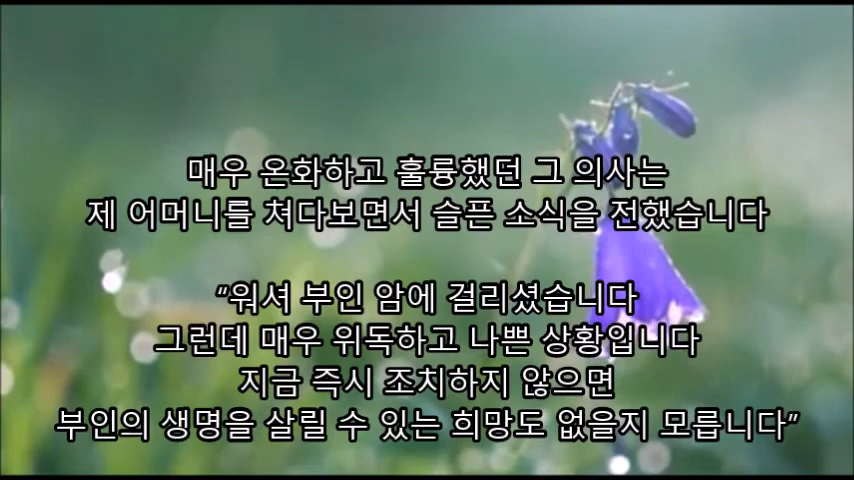 매우 온화하고 훌륭했던 그 의사는
제 어머니를 쳐다보면서 슬픈 소식을 전했습니다
“워셔 부인 암에 걸리셨습니다
그런데 매우 위독하고 나쁜 상황입니다
지금 즉시 조치하지 않으면
부인의 생명을 살릴 수 있는 희망도 없을지 모릅니다”